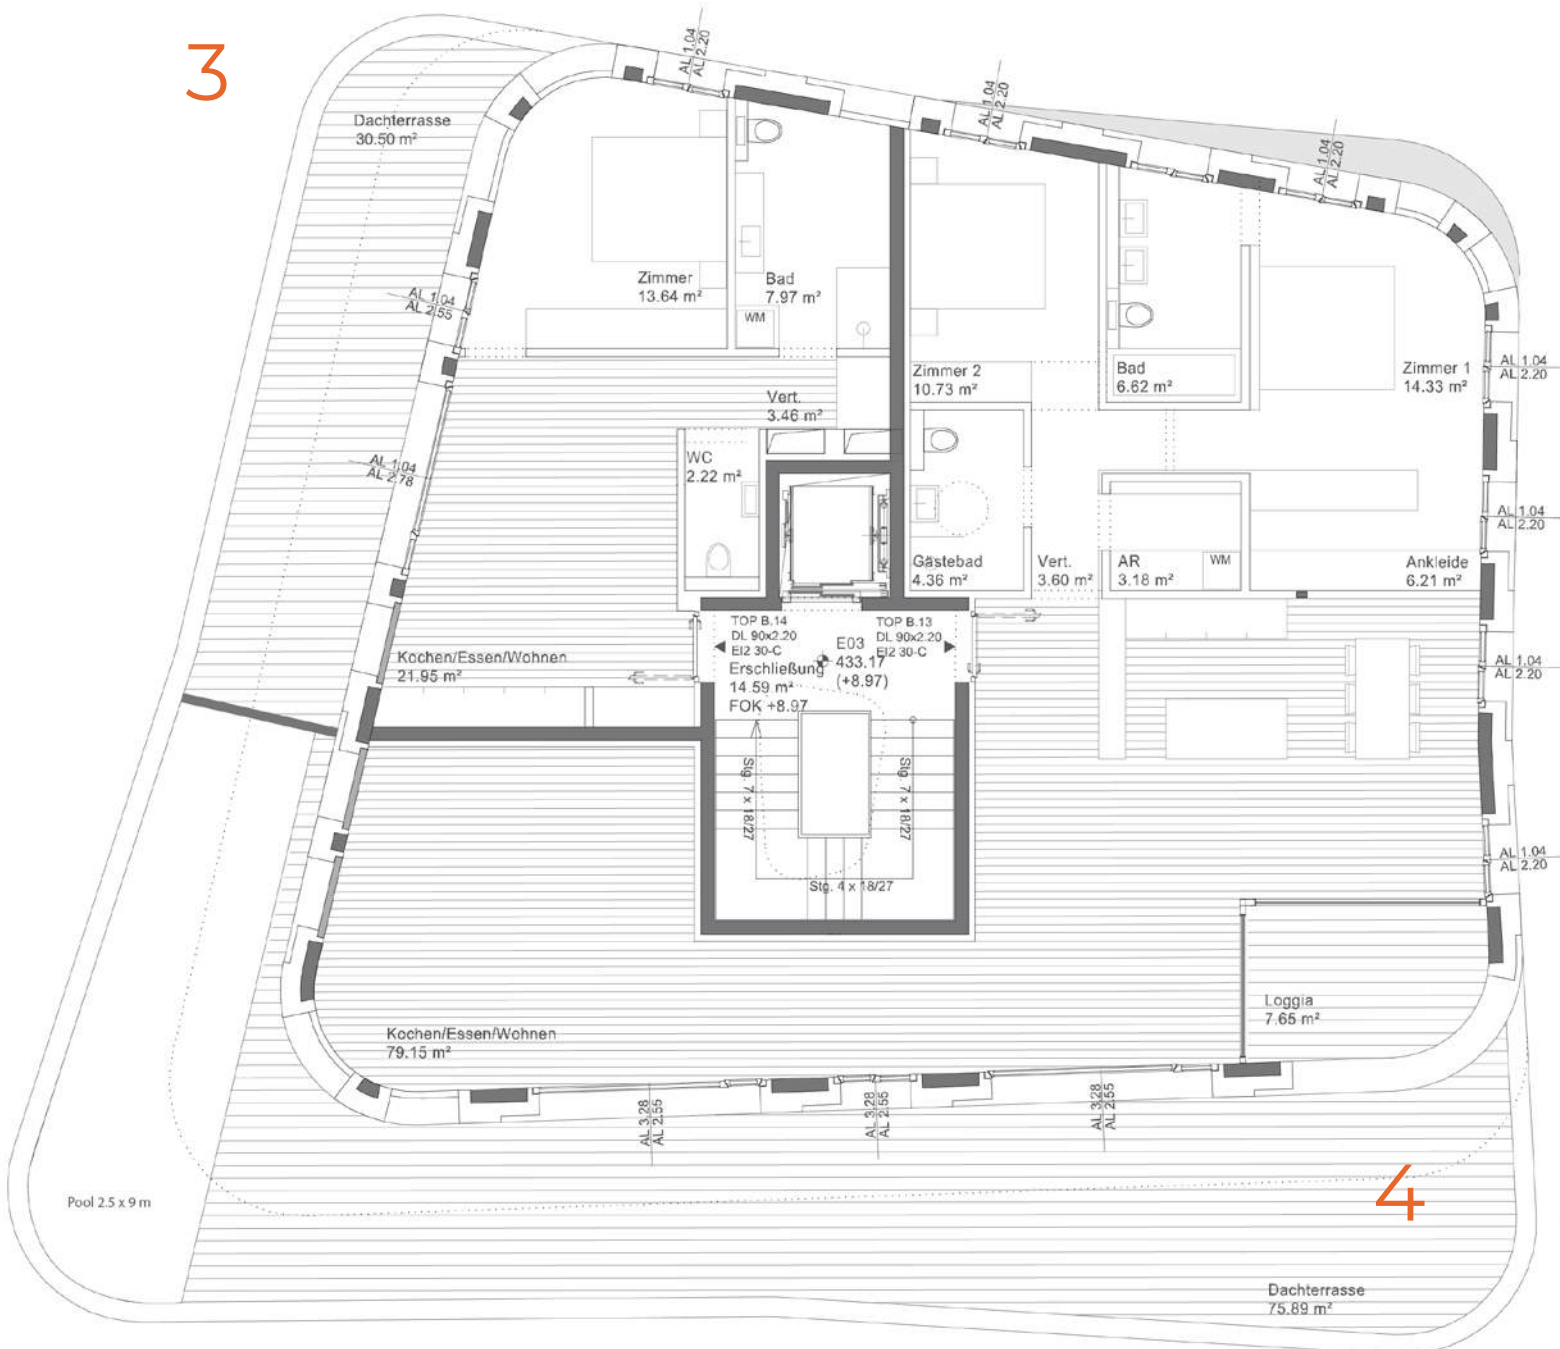 3
AL 1.04
AL 2.20
AL 1.04
AL 2.20
AL 1.04
AL 2.20
Dachterrasse
30.50 m²
Zimmer
13.64 m²
Bad
7.97 m²
WM
AL 1.04
AL 2.55
Zimmer 2
10.73 m²
Bad
6.62 m²
Zimmer 1
14.33 m²
AL 1.04
AL 2.20
Vert.
3.46 m²
WC
2.22 m²
AL 1.04
AL 2.78
AL 1.04
AL 2.20
Gästebad
4.36 m²
Vert.
3.60 m²
AR
3.18 m²
WM
Ankleide
6.21 m²
TOP B.14
DL 90x2.20
EI2 30-C
TOP B.13
DL 90x2.20
EI2 30-C
E03
433.17
(+8.97)
Erschließung
14.59 m²
FOK +8.97
Kochen/Essen/Wohnen
21.95 m²
AL 1.04
AL 2.20
Stg. 7 x 18/27
Stg. 7 x 18/27
Stg. 4 x 18/27
AL 1.04
AL 2.20
Loggia
7.65 m²
Kochen/Essen/Wohnen
79.15 m²
AL 3.28
AL 2.55
AL 3.28
AL 2.55
AL 3.28
AL 2.55
Pool 2.5 x 9 m
4
Dachterrasse
75.89 m²